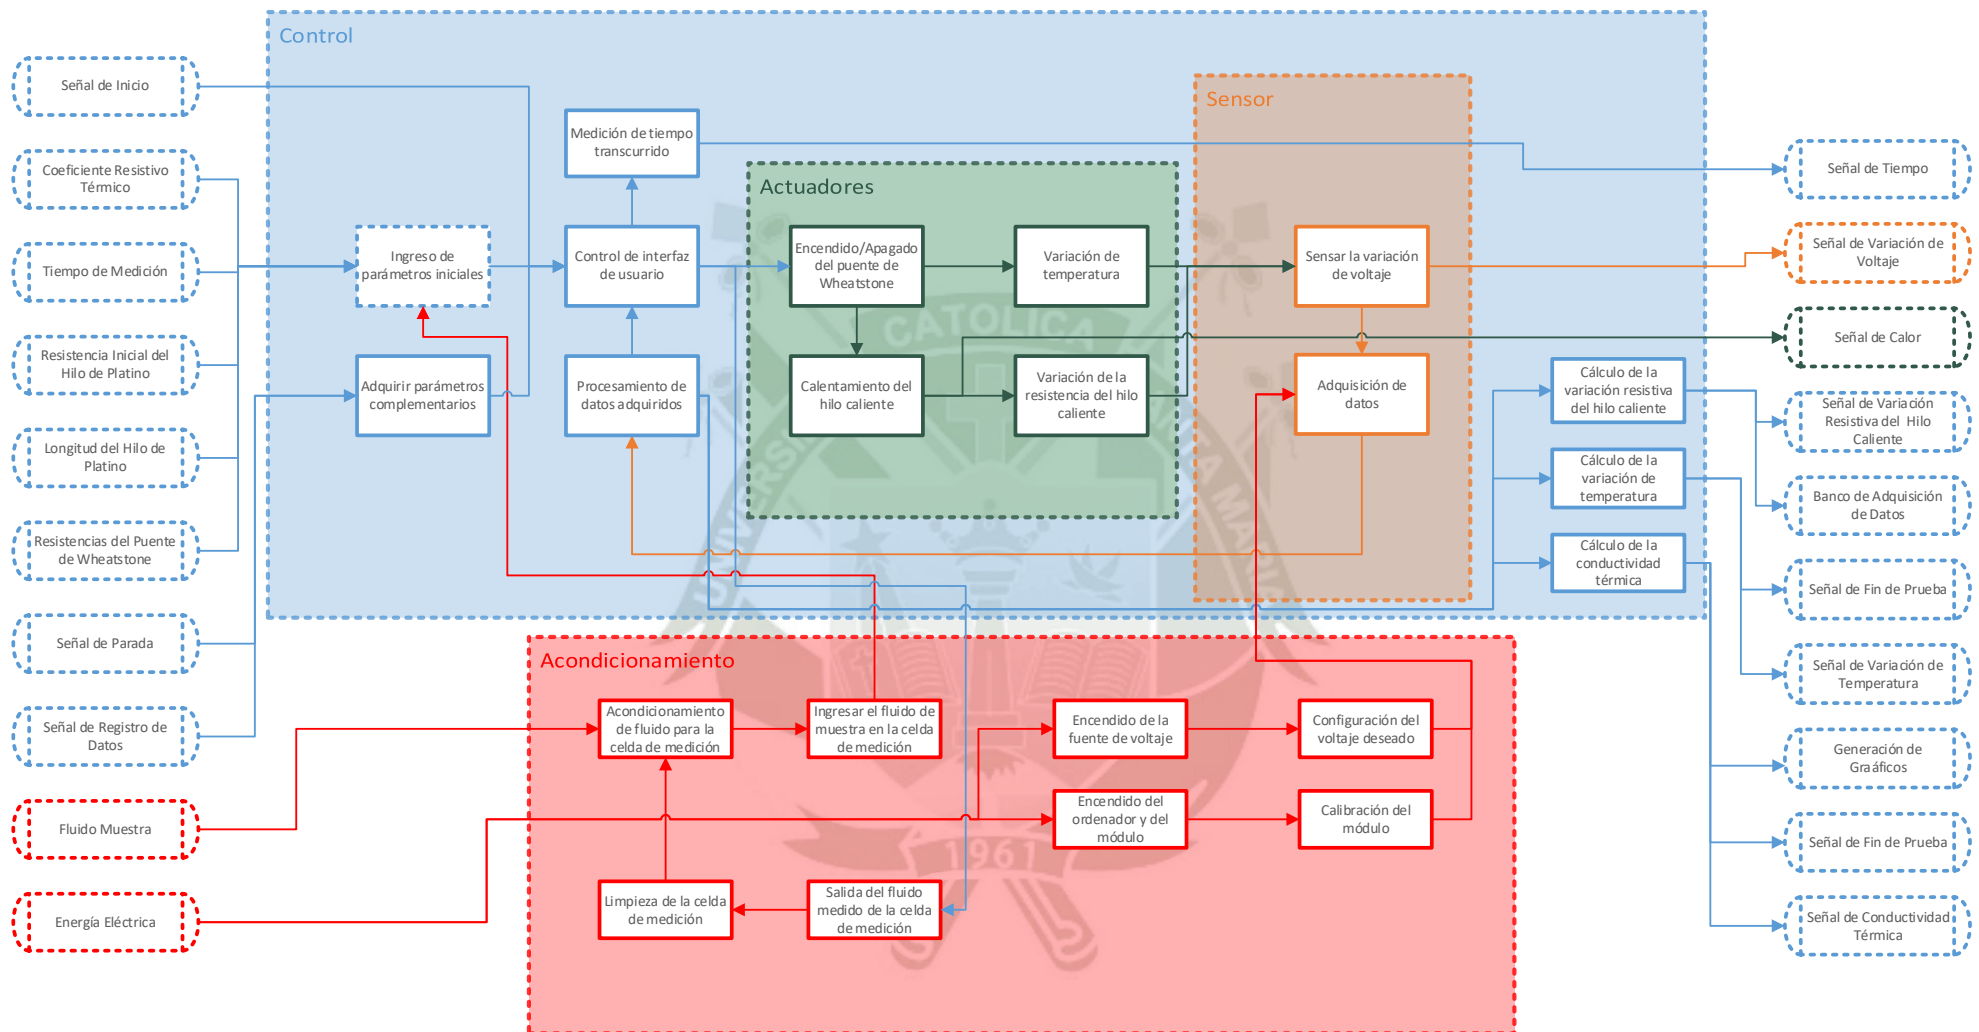 Control
Señal de Inicio
Coeficiente Resistivo
Térmico
Tiempo de Medición
Resistencia Inicial del
Hilo de Platino
Longitud del Hilo de
Platino
Resistencias del Puente
de Wheatstone
Señal de Parada
Señal de Registro de
Datos
Fluido Muestra
Energía Eléctrica
Ingreso de
parámetros iniciales
Adquirir parámetros
complementarios
Medición de tiempo
transcurrido
Control de interfaz
de usuario
Procesamiento de
datos adquiridos
Actuadores
Encendido/Apagado
del puente de
Wheatstone
Variación de
temperatura
Calentamiento del
hilo caliente
Variación de la
resistencia del hilo
caliente
Sensor
Sensar la variación
de voltaje
Adquisición de
datos
Cálculo de la
variación resistiva
del hilo caliente
Cálculo de la
variación de
temperatura
Cálculo de la
conductividad
térmica
Acondicionamiento
Acondicionamiento
de fluido para la
celda de medición
Ingresar el fluido de
muestra en la celda
de medición
Encendido de la
fuente de voltaje
Configuración del
voltaje deseado
Encendido del
ordenador y del
módulo
Calibración del
módulo
Limpieza de la celda
de medición
Salida del fluido
medido de la celda
de medición
Señal de Tiempo
Señal de Variación de
Voltaje
Señal de Calor
Señal de Variación
Resistiva del Hilo
Caliente
Banco de Adquisición
de Datos
Señal de Fin de Prueba
Señal de Variación de
Temperatura
Generación de
Graáficos
Señal de Fin de Prueba
Señal de Conductividad
Térmica
CATOLICA
1961